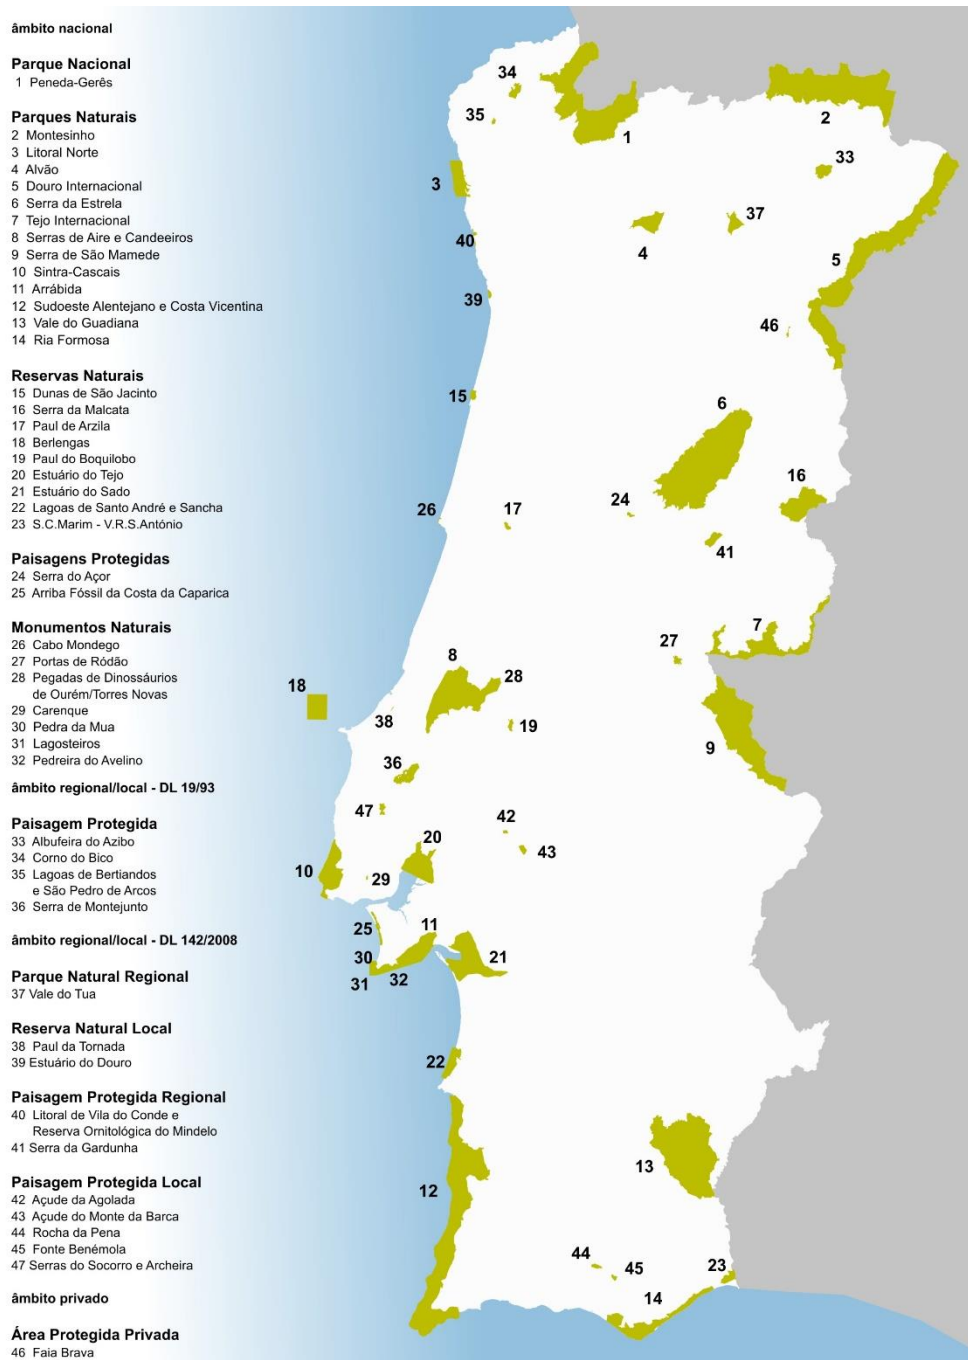 âmbito nacional
Parque Nacional
1 Peneda-Gerês
Parques Naturais
2 Montesinho
3 Litoral Norte
4 Alvão
5 Douro Internacional
6 Serra da Estrela
7 Tejo Internacional
8 Serras de Aire e Candeeiros
9 Serra de São Mamede
10 Sintra-Cascais
11 Arrábida
12 Sudoeste Alentejano e Costa Vicentina
13 Vale do Guadiana
14 Ria Formosa
Reservas Naturais
15 Dunas de São Jacinto
16 Serra da Malcata
17 Paul de Arzila
18 Berlengas
19 Paul do Boquilobo
20 Estuário do Tejo
21 Estuário do Sado
22 Lagoas de Santo André e Sancha
23 S.C.Marim - V.R.S.António
Paisagens Protegidas
24 Serra do Açor
25 Arriba Fóssil da Costa da Caparica
Monumentos Naturais
26 Cabo Mondego
27 Portas de Ródão
28 Pegadas de Dinossáurios
de Ourém/Torres Novas
29 Carenque
30 Pedra da Mua
31 Lagosteiros
32 Pedreira do Avelino
âmbito regional/local - DL 19/93
Paisagem Protegida
33 Albufeira do Azibo
34 Corno do Bico
35 Lagoas de Bertiandos
e São Pedro de Arcos
36 Serra de Montejunto
âmbito regional/local - DL 142/2008
Parque Natural Regional
37 Vale do Tua
Reserva Natural Local
38 Paul da Tornada
39 Estuário do Douro
Paisagem Protegida Regional
40 Litoral de Vila do Conde e
Reserva Ornitológica do Mindelo
41 Serra da Gardunha
Paisagem Protegida Local
42 Açude da Agolada
43 Açude do Monte da Barca
44 Rocha da Pena
45 Fonte Benémola
47 Serras do Socorro e Archeira
âmbito privado
Área Protegida Privada
46 Faia Brava
34
35
1
2
33
3
37
40
4
5
39
46
15
6
16
26
17
24
41
7
27
8
28
18
38
19
9
36
47
42
20
43
10
29
25
11
30
21
31
32
22
13
12
44
45
23
14